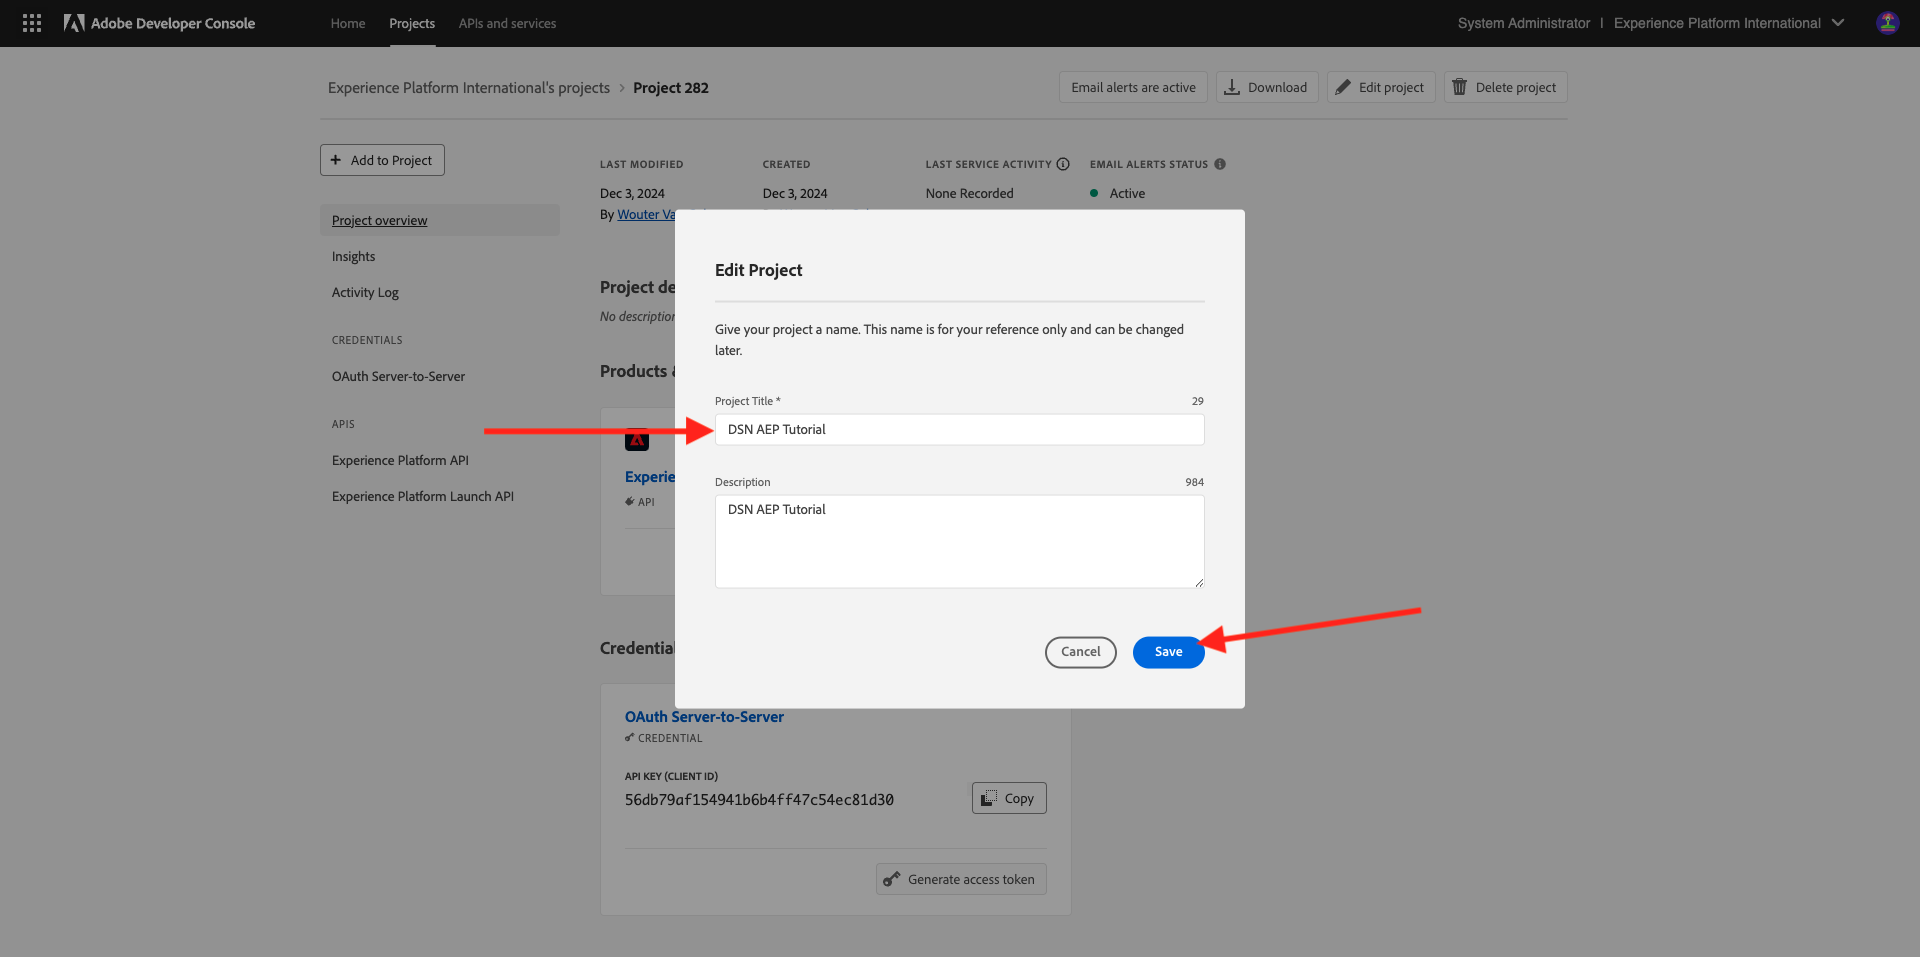 Adobe Developer Console
Home
Projects
APIs and services
System Administrator
Experience Platform International
Experience Platform International's projects > Project 282
Email alerts are active
Download
Edit project
Delete project
+ Add to Project
LAST MODIFIED
CREATED
LAST SERVICE ACTIVITY
EMAIL ALERTS STATUS
Dec 3, 2024
Dec 3, 2024
None Recorded
Active
By Wouter
Project overview
Insights
Activity Log
CREDENTIALS
OAuth Server-to-Server
APIS
Experience Platform API
Experience Platform Launch API
Project
No
Products
API
Edit Project
Give your project a name. This name is for your reference only and can be changed
later.
Project Title *
29
DSN AEP Tutorial
Description
984
DSN AEP Tutorial
Cancel
Save
OAuth Server-to-Server
CREDENTIAL
API KEY (CLIENT ID)
56db79af154941b6b4ff47c54ec81d30
Copy
Generate access token